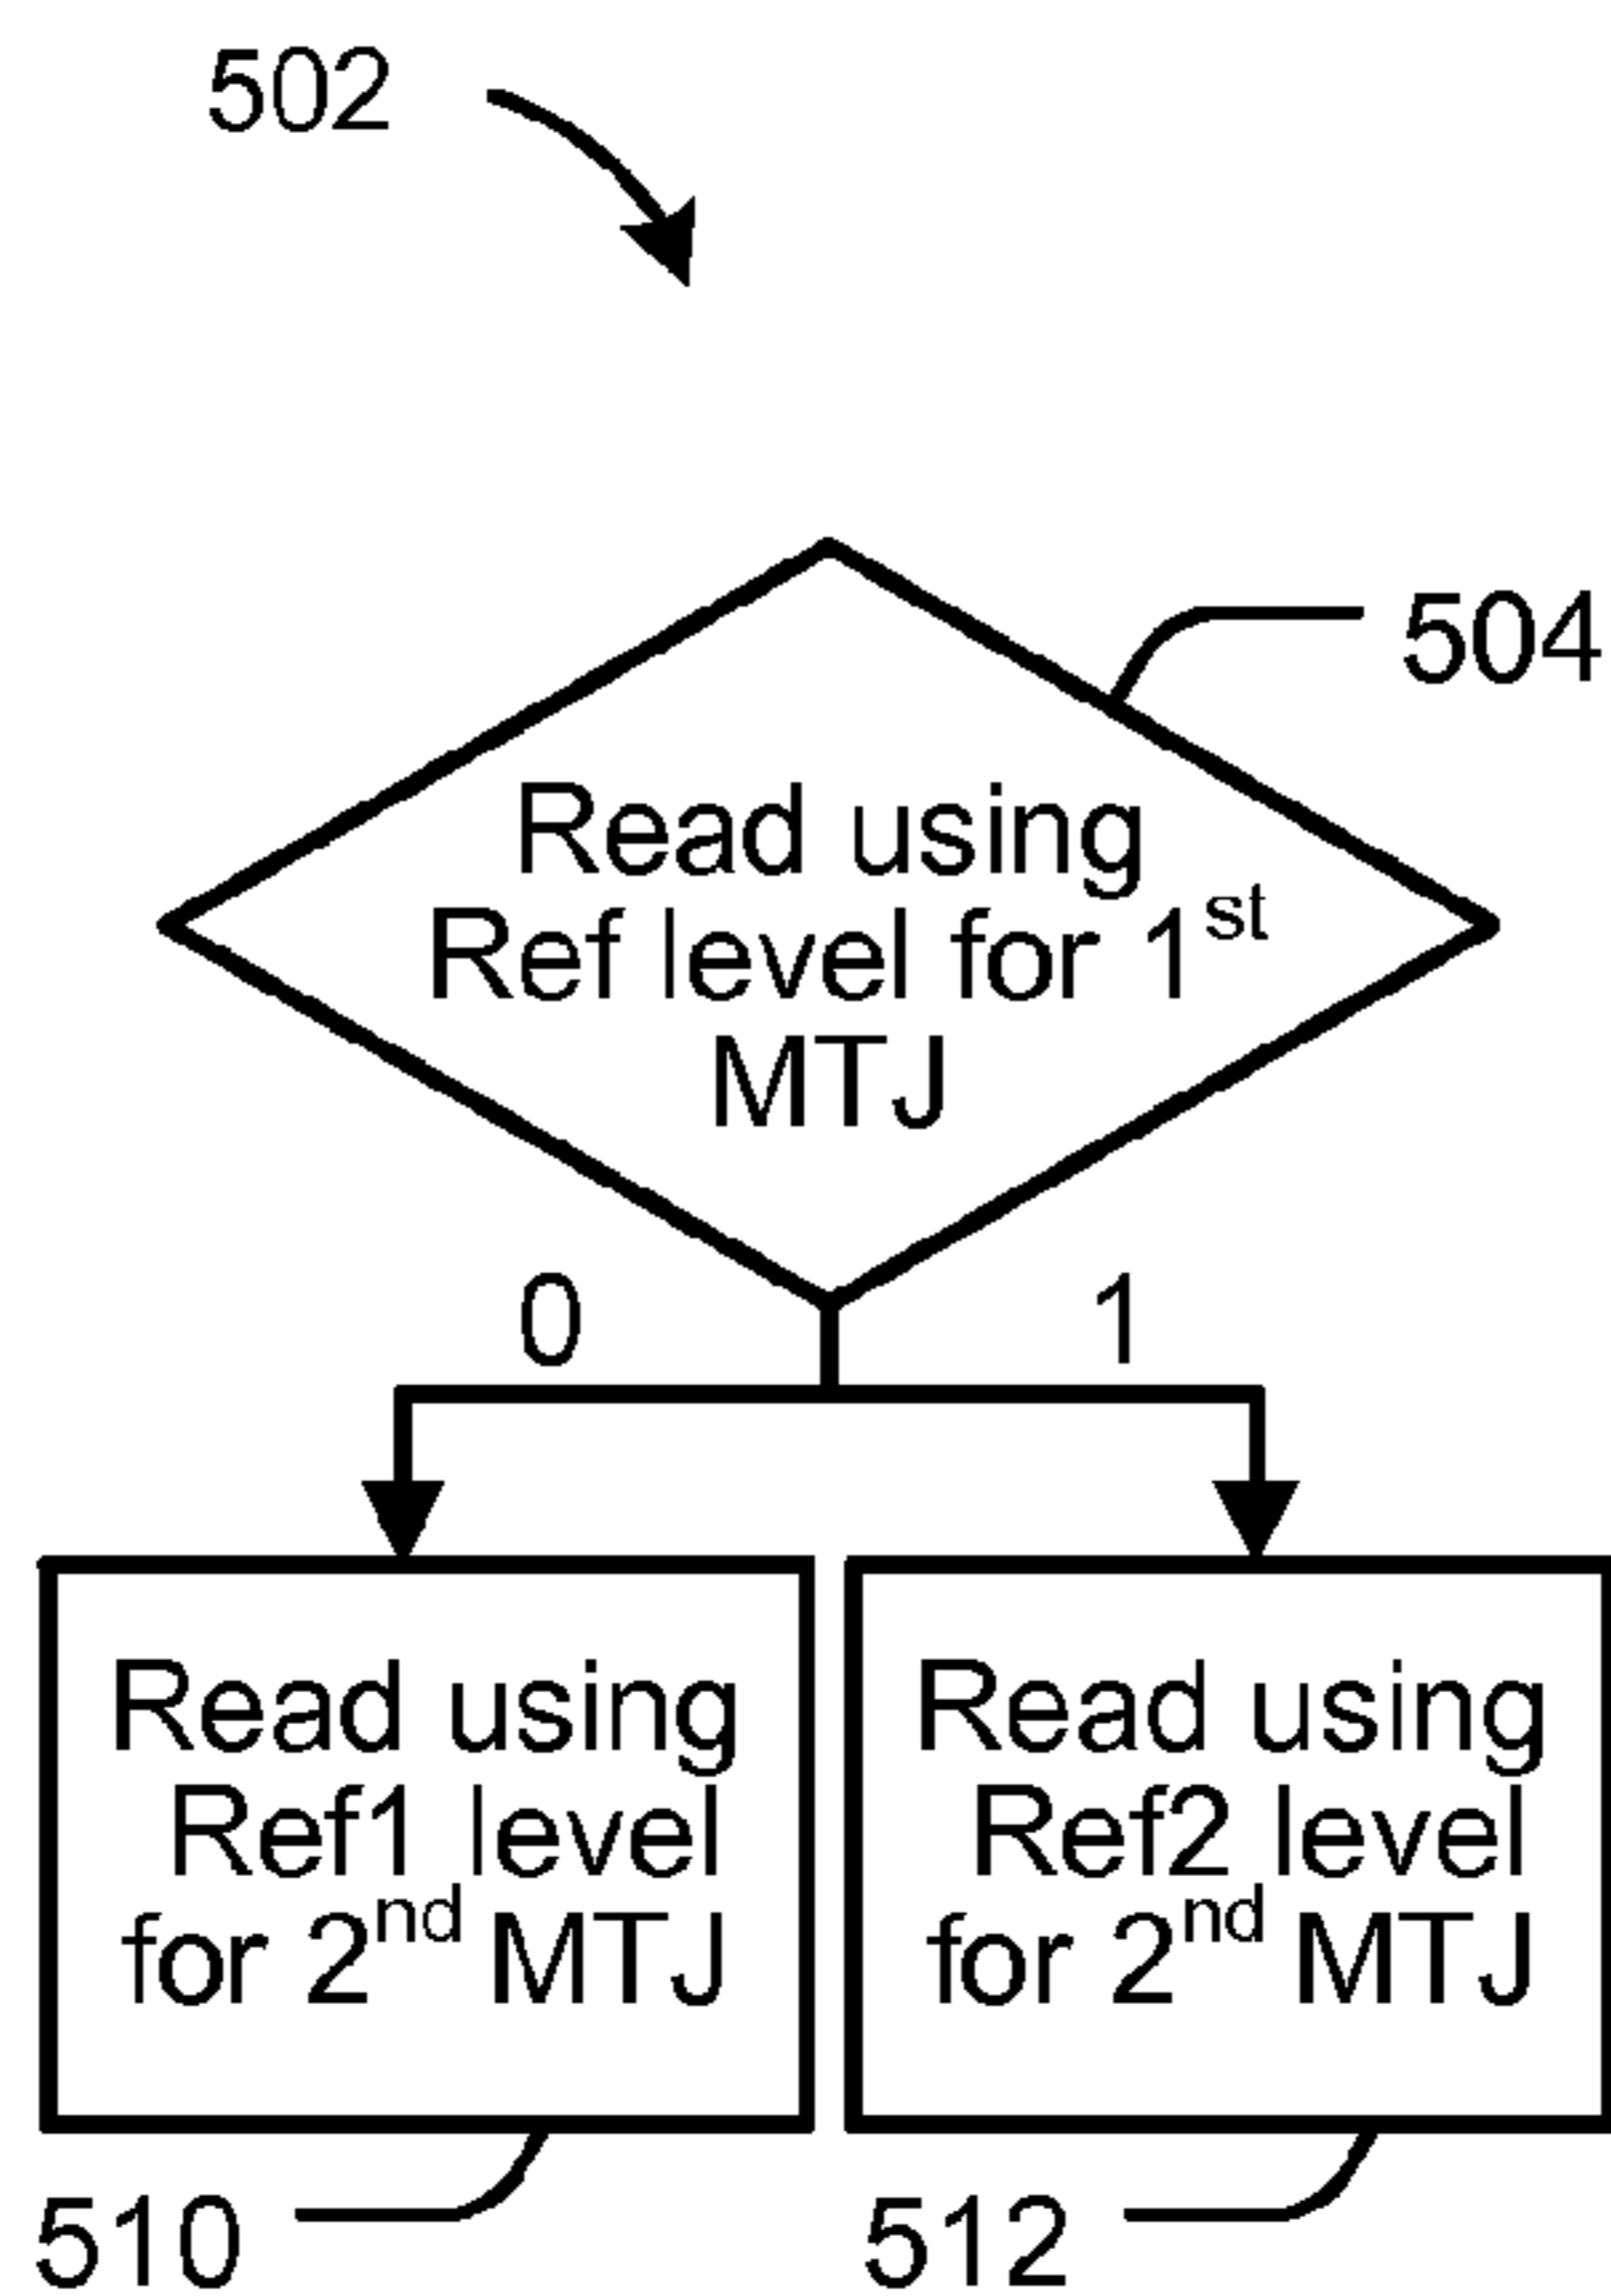 502
504
Read using
Ref level for 1st
MTJ
0
1
Read using
Ref1 level
for 2nd MTJ
Read using
Ref2 level
for 2nd MTJ
510
512